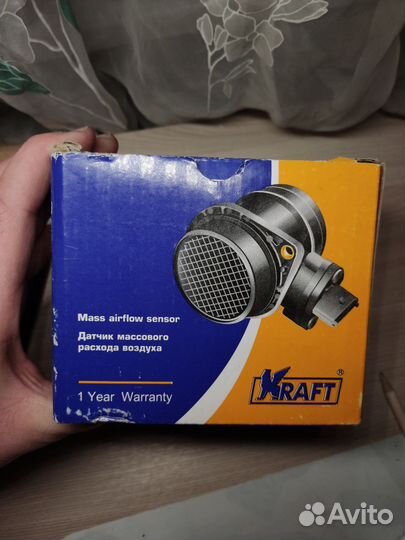 Mass airflow sensor
Датчик массового
расхода воздуха
1 Year Warranty
KRAFT®
Avito